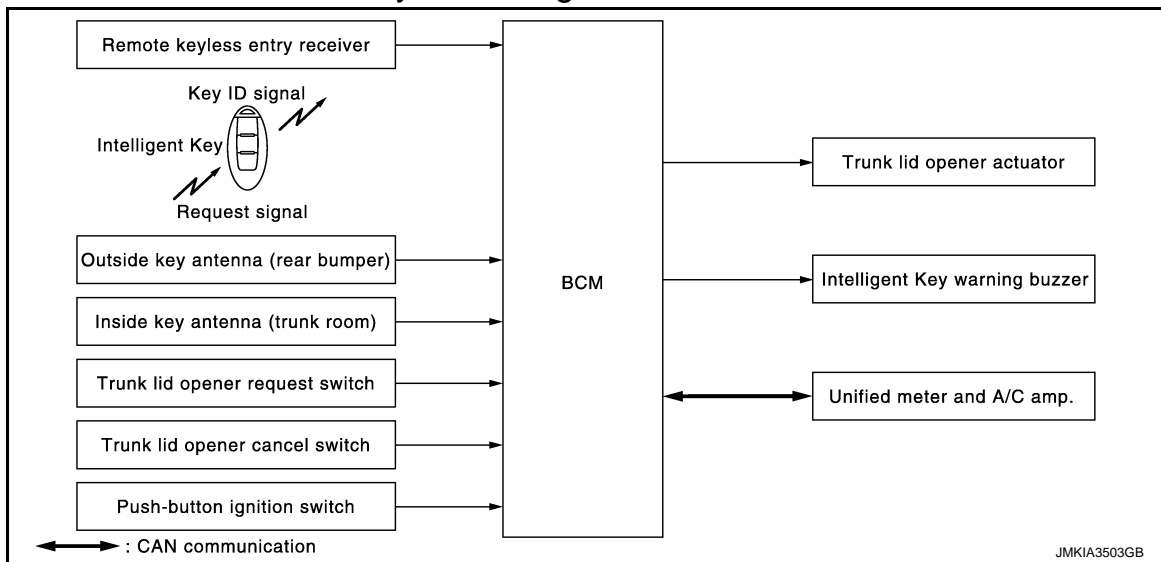 Remote keyless entry receiver
Key ID signal
Intelligent Key
Request signal
Outside key antenna (rear bumper)
Inside key antenna (trunk room)
Trunk lid opener request switch
Trunk lid opener cancel switch
Push-button ignition switch
BCM
Trunk lid opener actuator
Intelligent Key warning buzzer
Unified meter and A/C amp.
: CAN communication
JMKIA3503GB